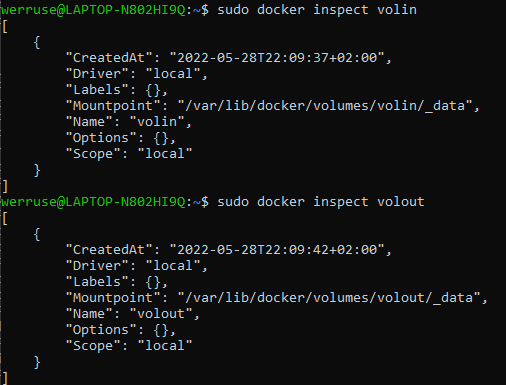 werruse@LAPTOP-N802HI9Q:~$ sudo docker inspect volin
[
    {
        "CreatedAt": "2022-05-28T22:09:37+02:00",
        "Driver": "local",
        "Labels": {},
        "Mountpoint": "/var/lib/docker/volumes/volin/_data",
        "Name": "volin",
        "Options": {},
        "Scope": "local"
    }
]
werruse@LAPTOP-N802HI9Q:~$ sudo docker inspect volout
[
    {
        "CreatedAt": "2022-05-28T22:09:42+02:00",
        "Driver": "local",
        "Labels": {},
        "Mountpoint": "/var/lib/docker/volumes/volout/_data",
        "Name": "volout",
        "Options": {},
        "Scope": "local"
    }
]